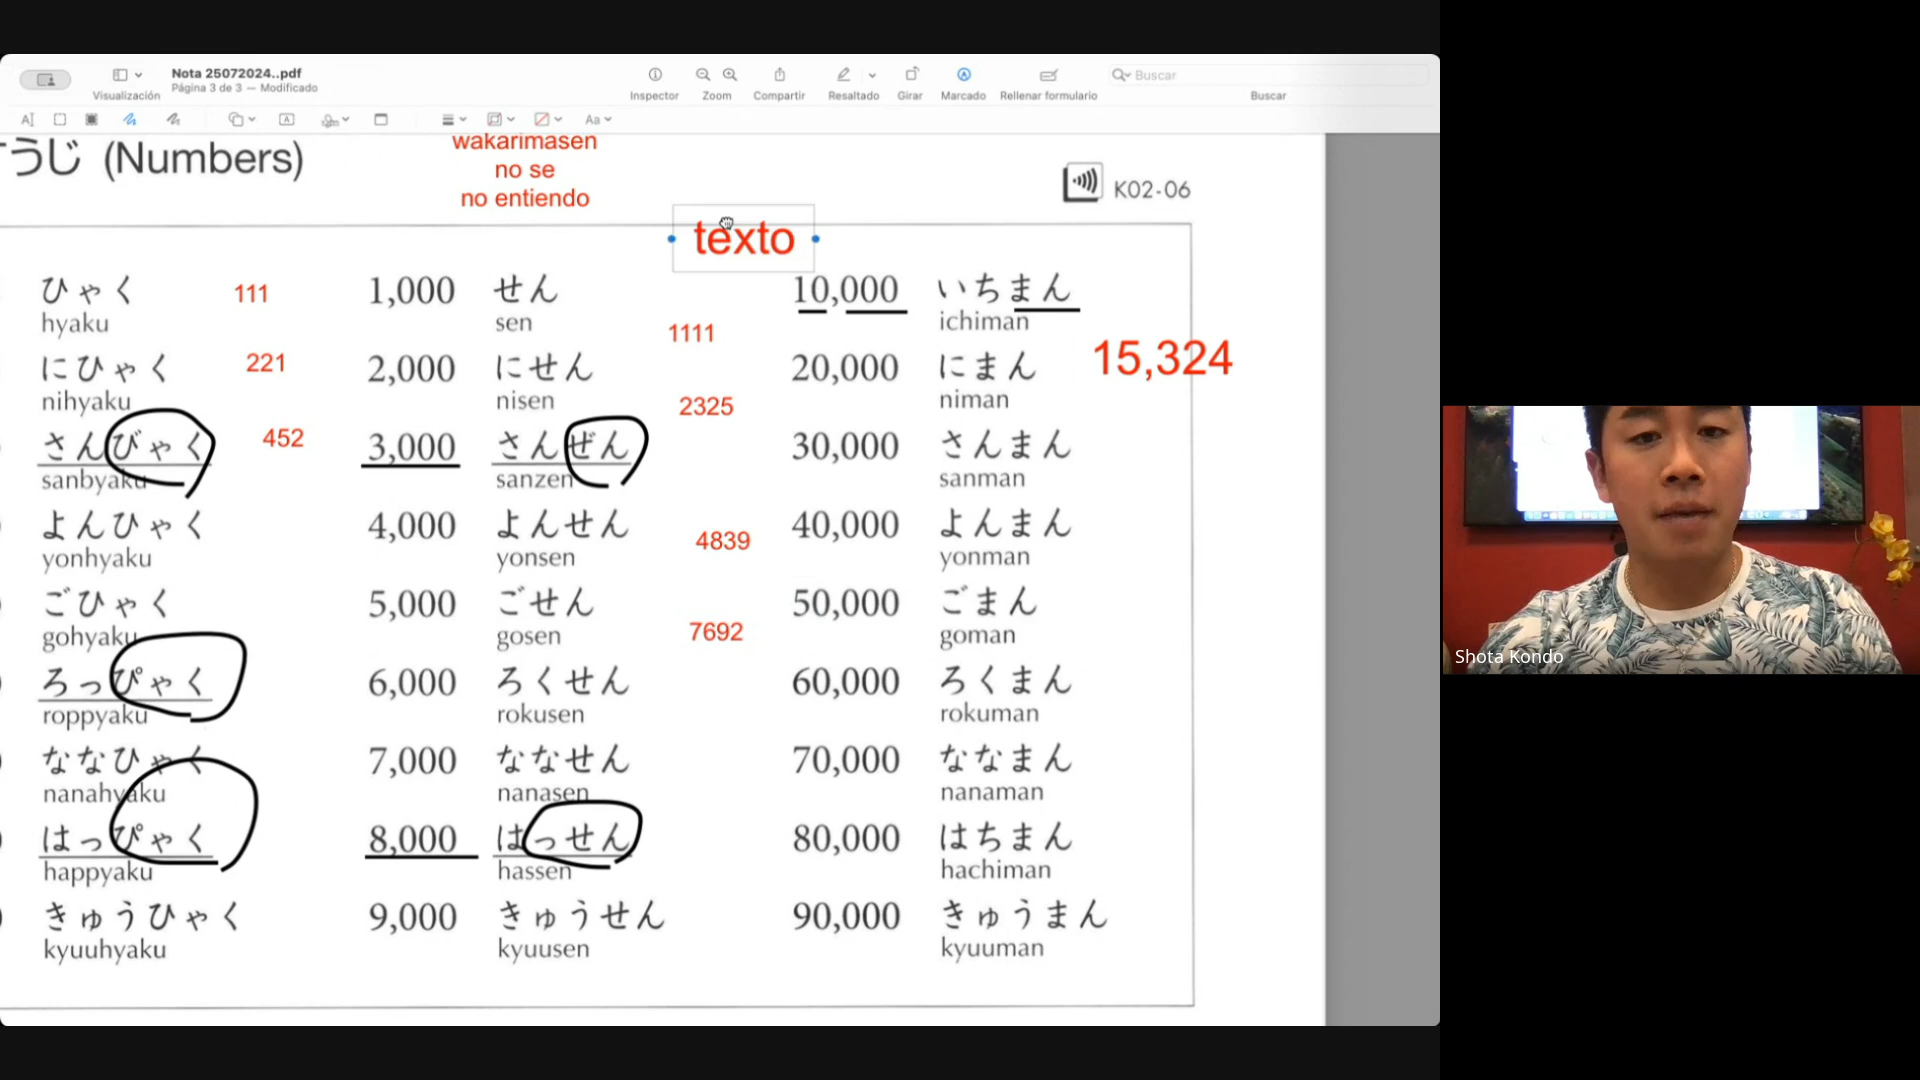 Nota 25072024..pdf
Página 3 de 3 — Modificado
Visualización
Inspector
Zoom
Compartir
Resaltado
Girar
Marcado
Rellenar formulario
Buscar
Buscar
Aa
うじ (Numbers)
wakarimasen
no se
no entiendo
K02-06
texto
ひゃく
hyaku
111
にひゃく
nihyaku
221
さんびゃく
sanbyaku
452
よんひゃく
yonhyaku
ごひゃく
gohyaku
ろっぴゃく
roppyaku
ななひゃく
nanahyaku
はっぴゃく
happyaku
きゅうひゃく
kyuuhyaku
1,000 せん
sen
1111
2,000 にせん
nisen
2325
3,000 さんぜん
sanzen
4,000 よんせん
yonsen
4839
5,000 ごせん
gosen
7692
6,000 ろくせん
rokusen
7,000 ななせん
nanasen
8,000 はっせん
hassen
9,000 きゅうせん
kyuusen
10,000 いちまん
ichiman
15,324
20,000 にまん
niman
30,000 さんまん
sanman
40,000 よんまん
yonman
50,000 ごまん
goman
60,000 ろくまん
rokuman
70,000 ななまん
nanaman
80,000 はちまん
hachiman
90,000 きゅうまん
kyuuman
Shota Kondo